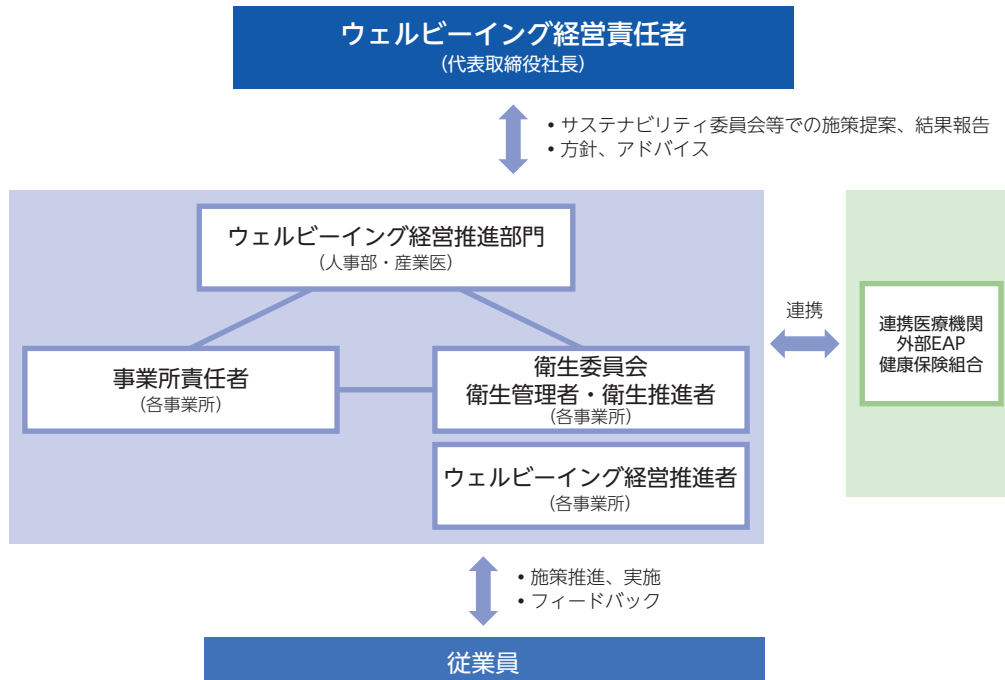 ウェルビーイング経営責任者
（代表取締役社長）
• サステナビリティ委員会等での施策提案、結果報告
• 方針、アドバイス
ウェルビーイング経営推進部門
（人事部・産業医）
事業所責任者
（各事業所）
衛生委員会
衛生管理者・衛生推進者
（各事業所）
ウェルビーイング経営推進者
（各事業所）
連携
連携医療機関
外部EAP
健康保険組合
• 施策推進、実施
• フィードバック
従業員